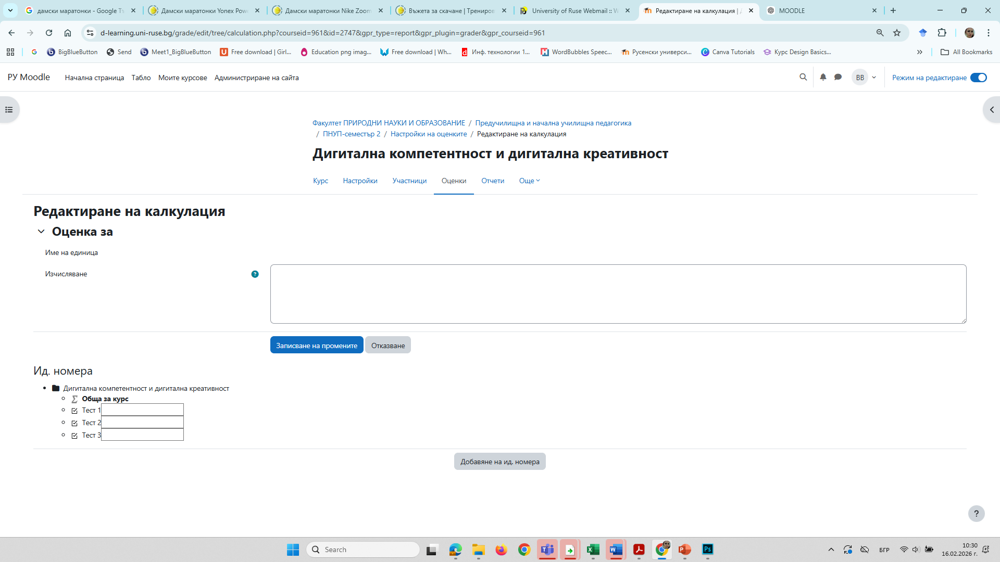 дамски маратонки - Google Тъ
Дамски маратонки Yonex Powe
Дамски маратонки Nike Zoom
Въжета за скачане | Трениров
University of Ruse Webmail :: W
Редактиране на калкулация | Д
MOODLE
d-learning.uni-ruse.bg/grade/edit/tree/calculation.php?courseid=961&id=2747&gpr_type=report&gpr_plugin=grader&gpr_courseid=961
BigBlueButton
Send
Meet1_BigBlueButton
Free download | Girl...
Education png imag...
Free download | Wh...
Инф. технологии 1...
WordBubbles Speec...
Русенски универси...
Canva Tutorials
Курс Design Basics...
All Bookmarks
РУ Moodle
Начална страница
Табло
Моите курсове
Администриране на сайта
ВВ
Режим на редактиране
Факултет ПРИРОДНИ НАУКИ И ОБРАЗОВАНИЕ / Предучилищна и начална училищна педагогика
/ ПНУП-семестър 2 / Настройки на оценките / Редактиране на калкулация
Дигитална компетентност и дигитална креативност
Курс
Настройки
Участници
Оценки
Отчети
Още
Редактиране на калкулация
Оценка за
Име на единица
Изчисляване
?
Записване на промените
Отказване
Ид. номера
Дигитална компетентност и дигитална креативност
Обща за курс
Тест 1
Тест 2
Тест 3
Добавяне на ид. номера
?
Search
БГР
10:30
16.02.2026 г.